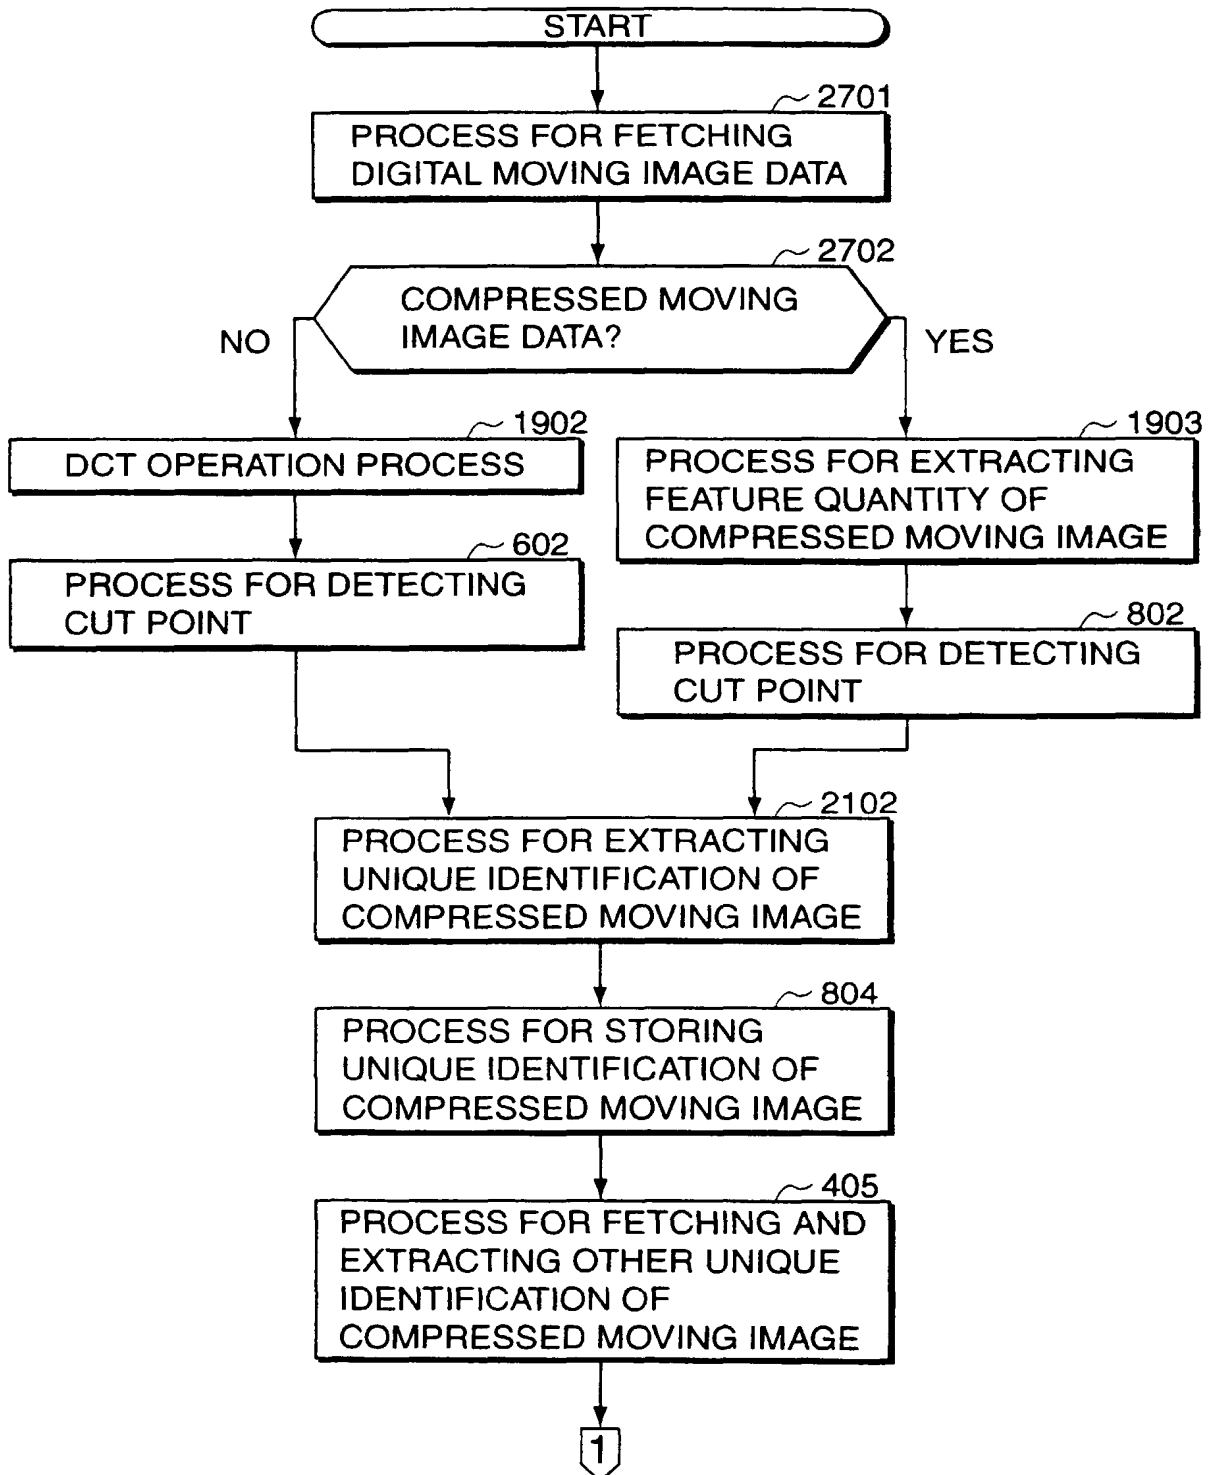 START
2701
PROCESS FOR FETCHING
DIGITAL MOVING IMAGE DATA
2702
COMPRESSED MOVING
IMAGE DATA?
NO
YES
1902
DCT OPERATION PROCESS
1903
PROCESS FOR EXTRACTING
FEATURE QUANTITY OF
COMPRESSED MOVING IMAGE
602
PROCESS FOR DETECTING
CUT POINT
802
PROCESS FOR DETECTING
CUT POINT
2102
PROCESS FOR EXTRACTING
UNIQUE IDENTIFICATION OF
COMPRESSED MOVING IMAGE
804
PROCESS FOR STORING
UNIQUE IDENTIFICATION OF
COMPRESSED MOVING IMAGE
405
PROCESS FOR FETCHING AND
EXTRACTING OTHER UNIQUE
IDENTIFICATION OF
COMPRESSED MOVING IMAGE
1